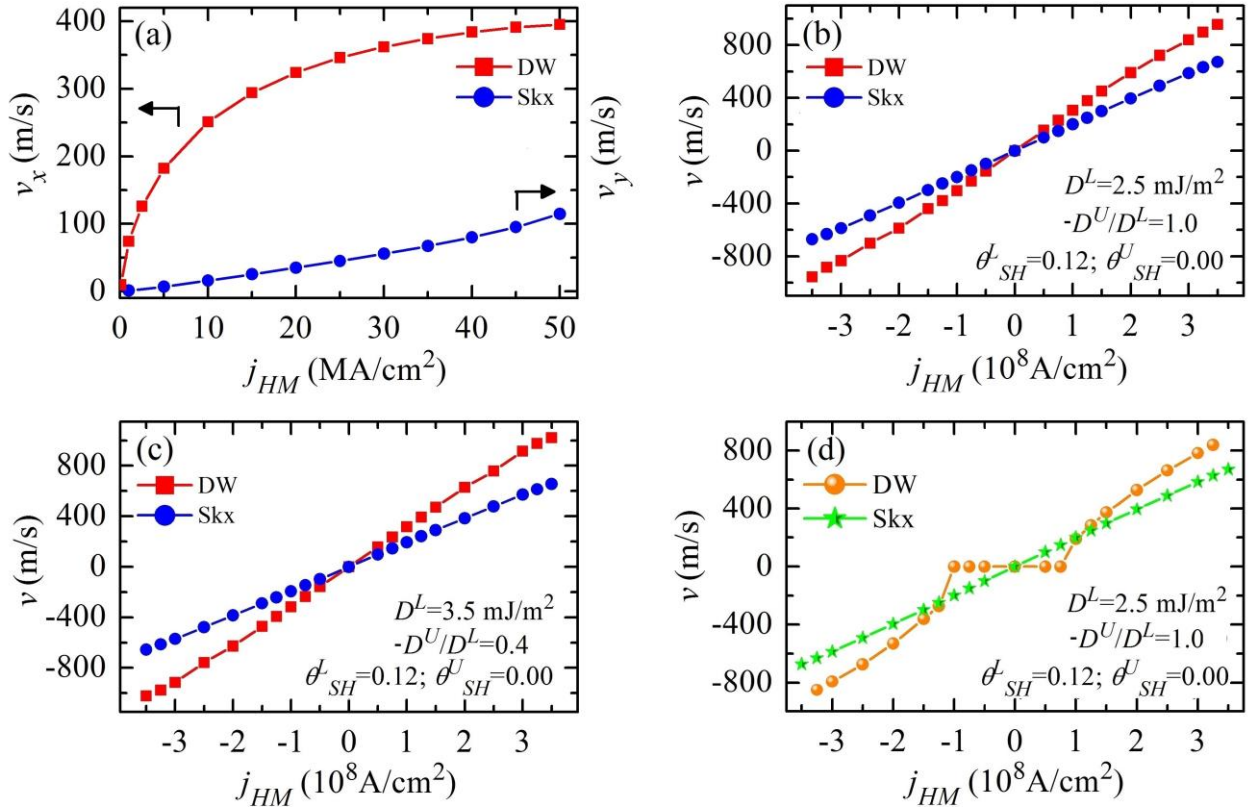 (a)
400
300
200
100
0
v_x (m/s)
DW
Skx
v_y (m/s)
0 10 20 30 40 50
j_HM (MA/cm²)
(b)
800
400
0
-400
-800
v (m/s)
DW
Skx
D^L=2.5 mJ/m²
-D^U/D^L=1.0
θ^L_SH=0.12; θ^U_SH=0.00
-3 -2 -1 0 1 2 3
j_HM (10⁸A/cm²)
(c)
800
400
0
-400
-800
v (m/s)
DW
Skx
D^L=3.5 mJ/m²
-D^U/D^L=0.4
θ^L_SH=0.12; θ^U_SH=0.00
-3 -2 -1 0 1 2 3
j_HM (10⁸A/cm²)
(d)
800
400
0
-400
-800
v (m/s)
DW
Skx
D^L=2.5 mJ/m²
-D^U/D^L=1.0
θ^L_SH=0.12; θ^U_SH=0.00
-3 -2 -1 0 1 2 3
j_HM (10⁸A/cm²)